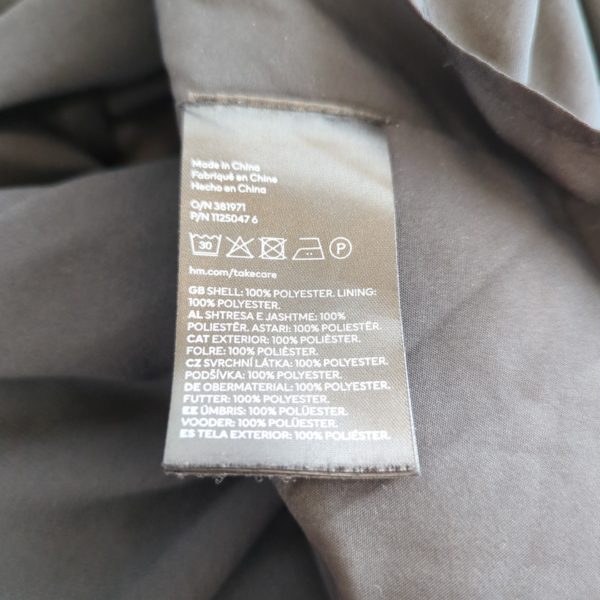 Made in China
Fabriqué en Chine
Hecho en China
O/N 381971
P/N 1125047 6
30 P
hm.com/takecare
GB SHELL: 100% POLYESTER. LINING:
100% POLYESTER.
AL SHTRESA E JASHTME: 100%
POLIESTËR. ASTARI: 100% POLIESTËR.
CAT EXTERIOR: 100% POLIÈSTER.
FOLRE: 100% POLIÈSTER.
CZ SVRCHNÍ LÁTKA: 100% POLYESTER.
PODŠÍVKA: 100% POLYESTER.
DE OBERMATERIAL: 100% POLYESTER.
FUTTER: 100% POLYESTER.
EE ÜMBRIS: 100% POLÜESTER.
VOODER: 100% POLÜESTER.
ES TELA EXTERIOR: 100% POLIÉSTER.